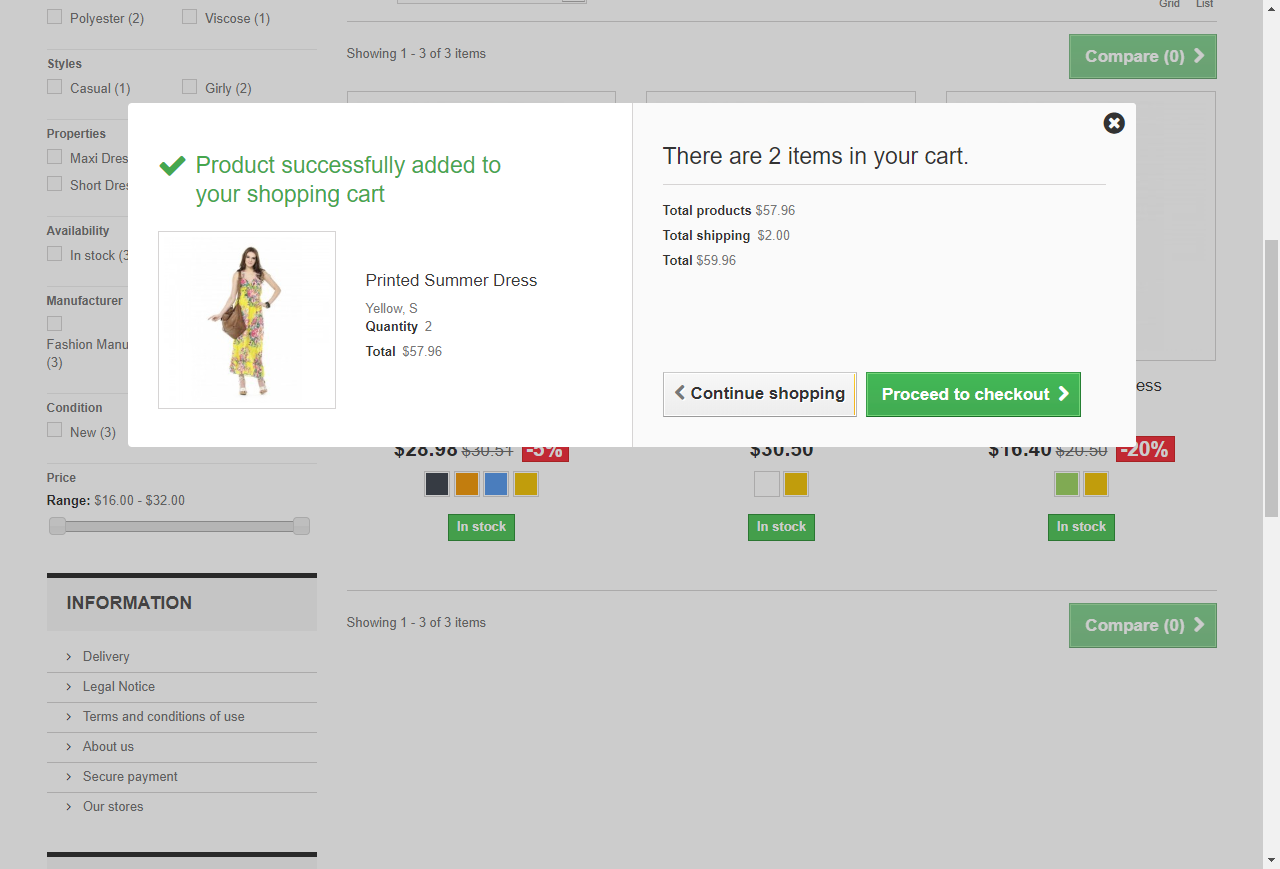 Grid List
Polyester (2) Viscose (1)
Showing 1 - 3 of 3 items
Compare (0)
Styles
Casual (1) Girly (2)
Properties
Maxi Dres
Short Dres
Availability
In stock (3
Manufacturer
Fashion Manu
(3)
Condition
New (3)
Price
Range: $16.00 - $32.00
Product successfully added to
your shopping cart
Printed Summer Dress
Yellow, S
Quantity 2
Total $57.96
There are 2 items in your cart.
Total products $57.96
Total shipping $2.00
Total $59.96
Continue shopping
Proceed to checkout
ess
$28.98 $30.51 -5%
$30.50
$16.40 $20.50 -20%
In stock
In stock
In stock
Showing 1 - 3 of 3 items
Compare (0)
INFORMATION
Delivery
Legal Notice
Terms and conditions of use
About us
Secure payment
Our stores